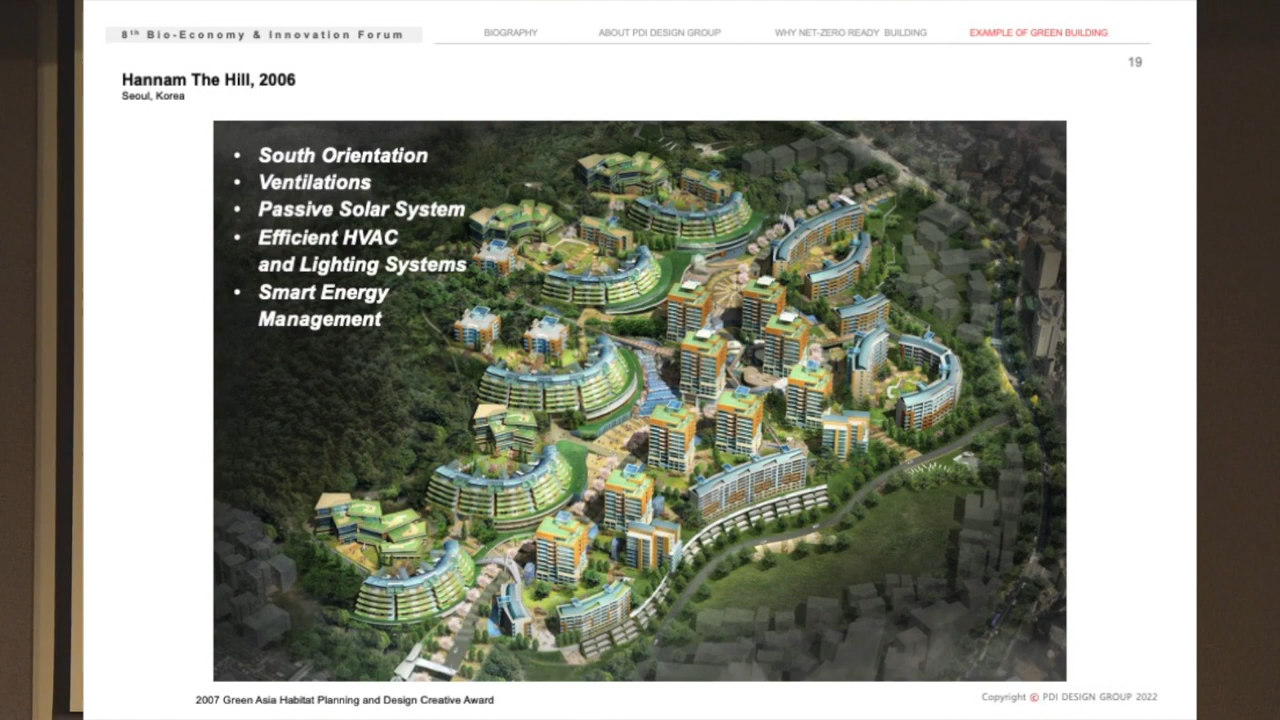 8th Bio-Economy & Innovation Forum
BIOGRAPHY
ABOUT PDI DESIGN GROUP
WHY NET-ZERO READY BUILDING
EXAMPLE OF GREEN BUILDING
19
Hannam The Hill, 2006
Seoul, Korea
• South Orientation
• Ventilations
• Passive Solar System
• Efficient HVAC
and Lighting Systems
• Smart Energy
Management
2007 Green Asia Habitat Planning and Design Creative Award
Copyright © PDI DESIGN GROUP 2022